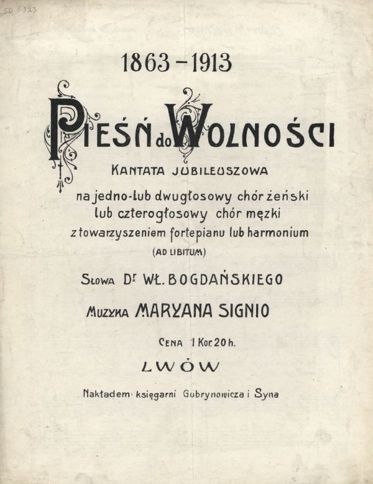 1863-1913
PIEŚŃ do WOLNOŚCI
KANTATA JUBILEUSZOWA
na jedno-lub dwugłosowy chór żeński
lub czterogłosowy chór męzki
z towarzyszeniem fortepianu lub harmonium
(AD LIBITUM)
SŁOWA Dr WŁ. BOGDAŃSKIEGO
MUZYKA MARYANA SIGNIO
CENA 1 Kor. 20 h.
LWÓW
Nakładem księgarni Gubrynowicza i Syna